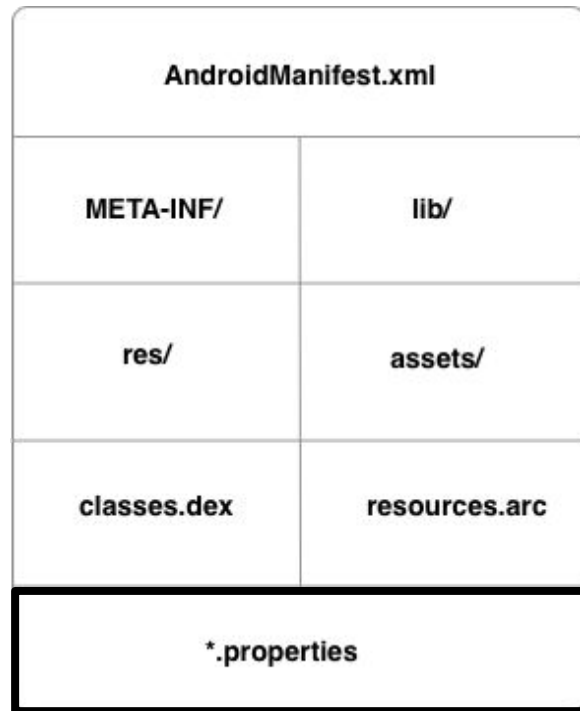 AndroidManifest.xml
META-INF/ lib/
res/ assets/
classes.dex resources.arc
*.properties